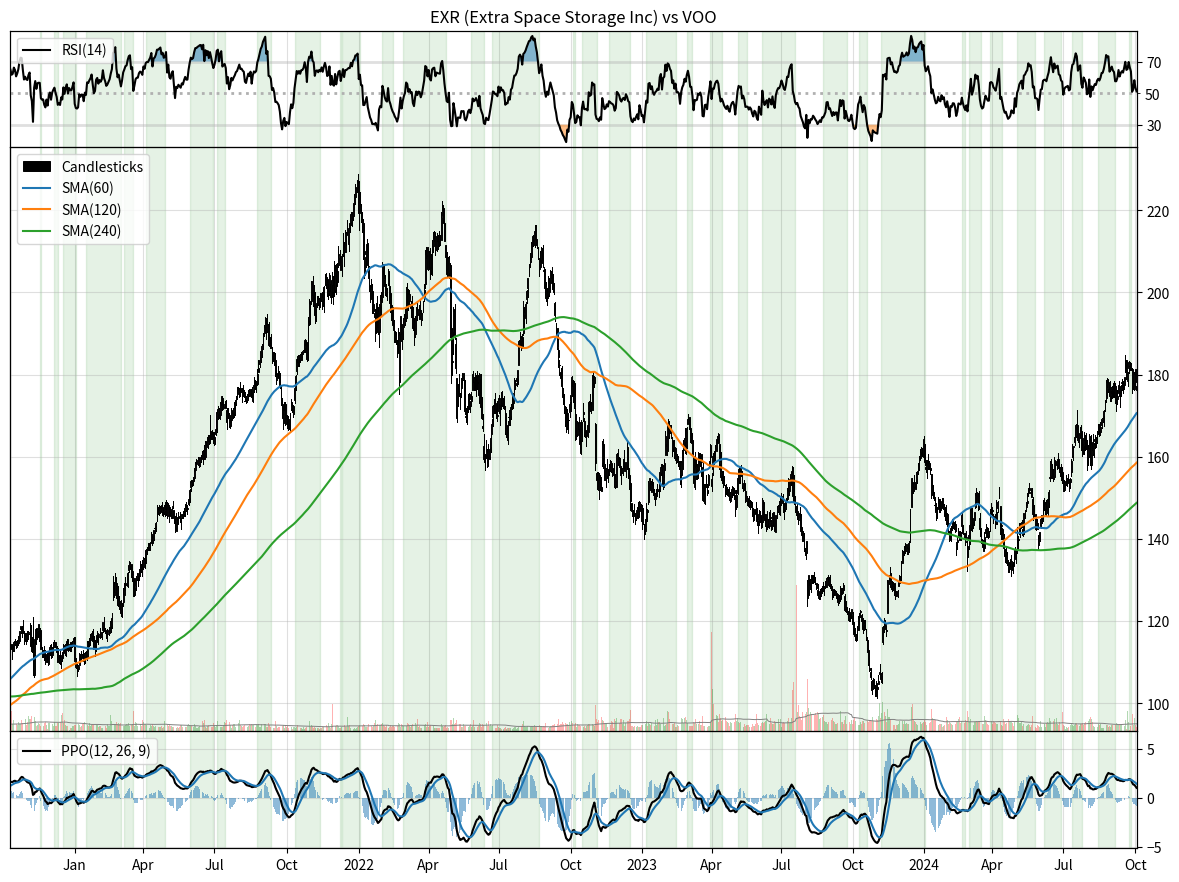 EXR (Extra Space Storage Inc) vs VOO
RSI(14)
70
50
30
Candlesticks
SMA(60)
SMA(120)
SMA(240)
220
200
180
160
140
120
100
PPO(12, 26, 9)
5
0
−5
Jan Apr Jul Oct 2022 Apr Jul Oct 2023 Apr Jul Oct 2024 Apr Jul Oct